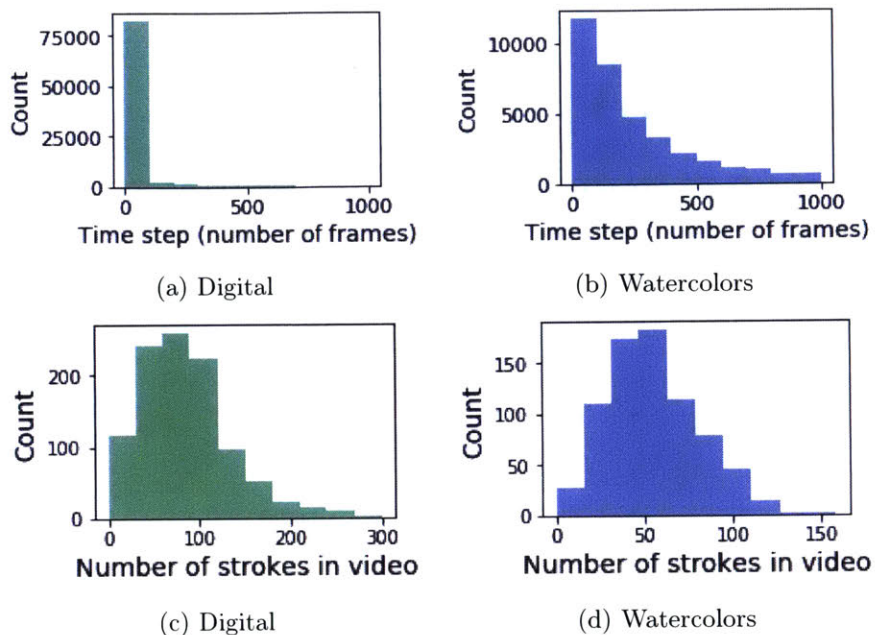 75000
50000
25000
0
Count
0
500
1000
Time step (number of frames)
(a) Digital
10000
5000
0
Count
0
500
1000
Time step (number of frames)
(b) Watercolors
200
100
0
Count
0
100
200
300
Number of strokes in video
(c) Digital
150
100
50
0
Count
0
50
100
150
Number of strokes in video
(d) Watercolors